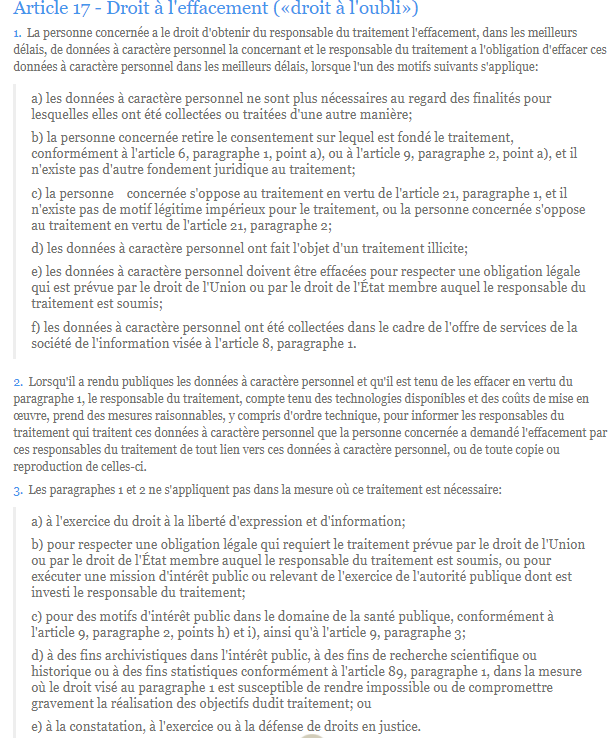 Article 17 - Droit à l'effacement («droit à l'oubli»)
1. La personne concernée a le droit d'obtenir du responsable du traitement l'effacement, dans les meilleurs
délais, de données à caractère personnel la concernant et le responsable du traitement a l'obligation d'effacer ces
données à caractère personnel dans les meilleurs délais, lorsque l'un des motifs suivants s'applique:
a) les données à caractère personnel ne sont plus nécessaires au regard des finalités pour
lesquelles elles ont été collectées ou traitées d'une autre manière;
b) la personne concernée retire le consentement sur lequel est fondé le traitement,
conformément à l'article 6, paragraphe 1, point a), ou à l'article 9, paragraphe 2, point a), et il
n'existe pas d'autre fondement juridique au traitement;
c) la personne concernée s'oppose au traitement en vertu de l'article 21, paragraphe 1, et il
n'existe pas de motif légitime impérieux pour le traitement, ou la personne concernée s'oppose
au traitement en vertu de l'article 21, paragraphe 2;
d) les données à caractère personnel ont fait l'objet d'un traitement illicite;
e) les données à caractère personnel doivent être effacées pour respecter une obligation légale
qui est prévue par le droit de l'Union ou par le droit de l'État membre auquel le responsable du
traitement est soumis;
f) les données à caractère personnel ont été collectées dans le cadre de l'offre de services de la
société de l'information visée à l'article 8, paragraphe 1.
2. Lorsqu'il a rendu publiques les données à caractère personnel et qu'il est tenu de les effacer en vertu du
paragraphe 1, le responsable du traitement, compte tenu des technologies disponibles et des coûts de mise en
œuvre, prend des mesures raisonnables, y compris d'ordre technique, pour informer les responsables du
traitement qui traitent ces données à caractère personnel que la personne concernée a demandé l'effacement par
ces responsables du traitement de tout lien vers ces données à caractère personnel, ou de toute copie ou
reproduction de celles-ci.
3. Les paragraphes 1 et 2 ne s'appliquent pas dans la mesure où ce traitement est nécessaire:
a) à l'exercice du droit à la liberté d'expression et d'information;
b) pour respecter une obligation légale qui requiert le traitement prévue par le droit de l'Union
ou par le droit de l'État membre auquel le responsable du traitement est soumis, ou pour
exécuter une mission d'intérêt public ou relevant de l'exercice de l'autorité publique dont est
investi le responsable du traitement;
c) pour des motifs d'intérêt public dans le domaine de la santé publique, conformément à
l'article 9, paragraphe 2, points h) et i), ainsi qu'à l'article 9, paragraphe 3;
d) à des fins archivistiques dans l'intérêt public, à des fins de recherche scientifique ou
historique ou à des fins statistiques conformément à l'article 89, paragraphe 1, dans la mesure
où le droit visé au paragraphe 1 est susceptible de rendre impossible ou de compromettre
gravement la réalisation des objectifs dudit traitement; ou
e) à la constatation, à l'exercice ou à la défense de droits en justice.